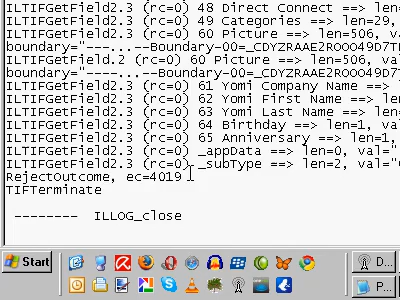 ILTIFGetField2.3 (rc=0) 48 Direct Connect ==> len=
ILTIFGetField2.3 (rc=0) 49 Categories ==> len=29,
ILTIFGetField2.3 (rc=0) 60 Picture ==> len=506,
boundary="----...--Boundary-00=_CDYZRAAE2ROOO49D7T
ILTIFGetField.2 (rc=0) 60 Picture ==> len=506, val
boundary="----...--Boundary-00=_CDYZRAAE2ROOO49D7
ILTIFGetField2.3 (rc=0) 61 Yomi Company Name ==>
ILTIFGetField2.3 (rc=0) 62 Yomi First Name ==> le
ILTIFGetField2.3 (rc=0) 63 Yomi Last Name ==> len
ILTIFGetField2.3 (rc=0) 64 Birthday ==> len=1, va
ILTIFGetField2.3 (rc=0) 65 Anniversary ==> len=1,
ILTIFGetField2.3 (rc=0) _appData ==> len=0, val="
ILTIFGetField2.3 (rc=0) _subType ==> len=2, val="
RejectOutcome, ec=4019
TIFTerminate
-------- ILLOG_close
Start
D...
P...